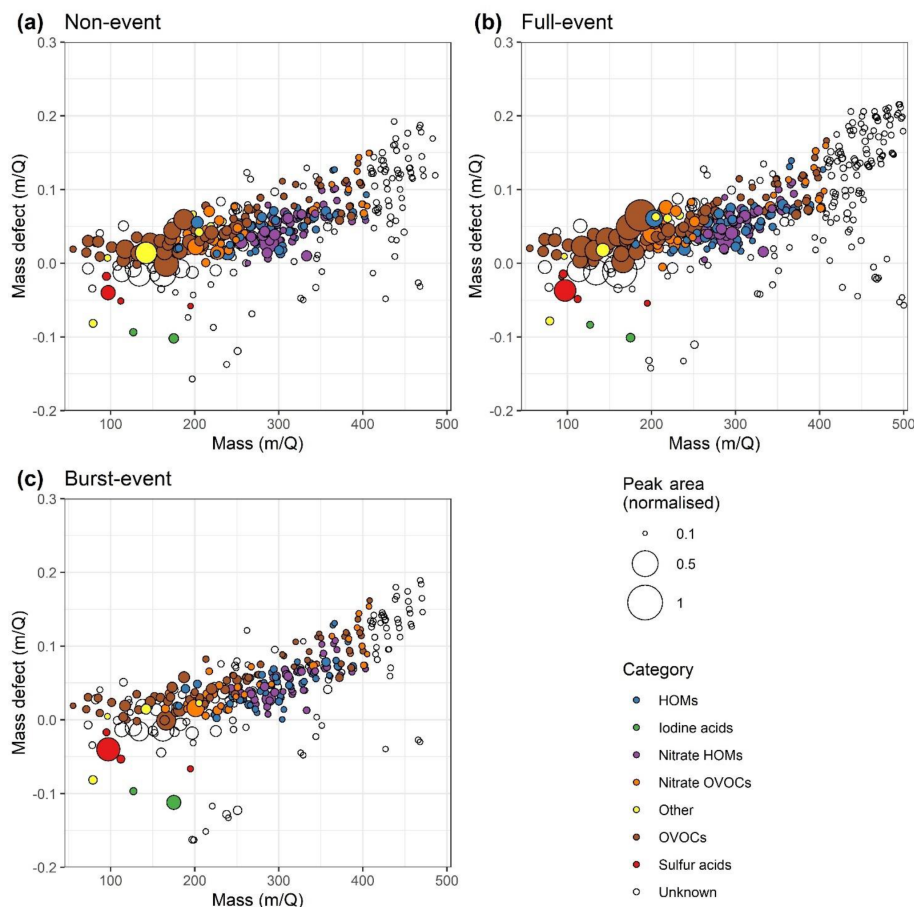 (a) Non-event
0.3
0.2
0.1
0.0
-0.1
-0.2
Mass defect (m/Q)
100 200 300 400 500
Mass (m/Q)
(b) Full-event
0.3
0.2
0.1
0.0
-0.1
-0.2
Mass defect (m/Q)
100 200 300 400 500
Mass (m/Q)
(c) Burst-event
0.3
0.2
0.1
0.0
-0.1
-0.2
Mass defect (m/Q)
100 200 300 400 500
Mass (m/Q)
Peak area
(normalised)
0.1
0.5
1
Category
HOMs
Iodine acids
Nitrate HOMs
Nitrate OVOCs
Other
OVOCs
Sulfur acids
Unknown